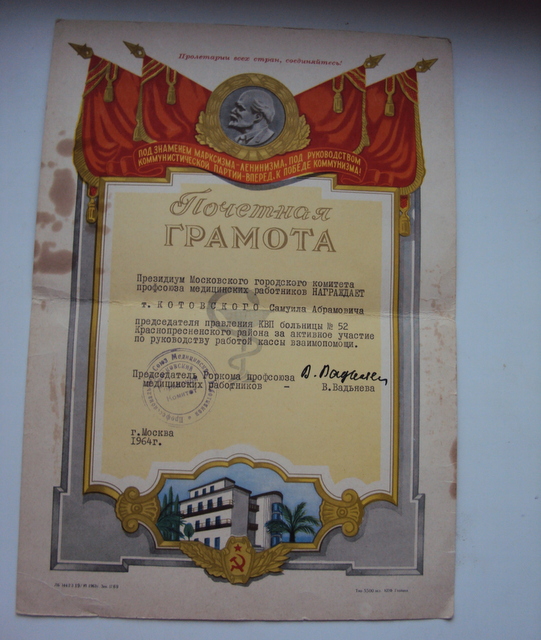 Пролетарии всех стран, соединяйтесь!
ПОД ЗНАМЕНЕМ МАРКСИЗМА-ЛЕНИНИЗМА, ПОД РУКОВОДСТВОМ
КОММУНИСТИЧЕСКОЙ ПАРТИИ-ВПЕРЕД, К ПОБЕДЕ КОММУНИЗМА!
Почетная
ГРАМОТА
Президиум Московского городского комитета
профсоюза медицинских работников НАГРАЖДАЕТ
т. К О Т О В С К О Г О Самуила Абрамовича
председателя правления КВП больницы № 52
Краснопресненского района за активное участие
по руководству работой кассы взаимопомощи.
Председатель Горкома профсоюза
медицинских работников – В.Вадьяева
г.Москва
1964г.